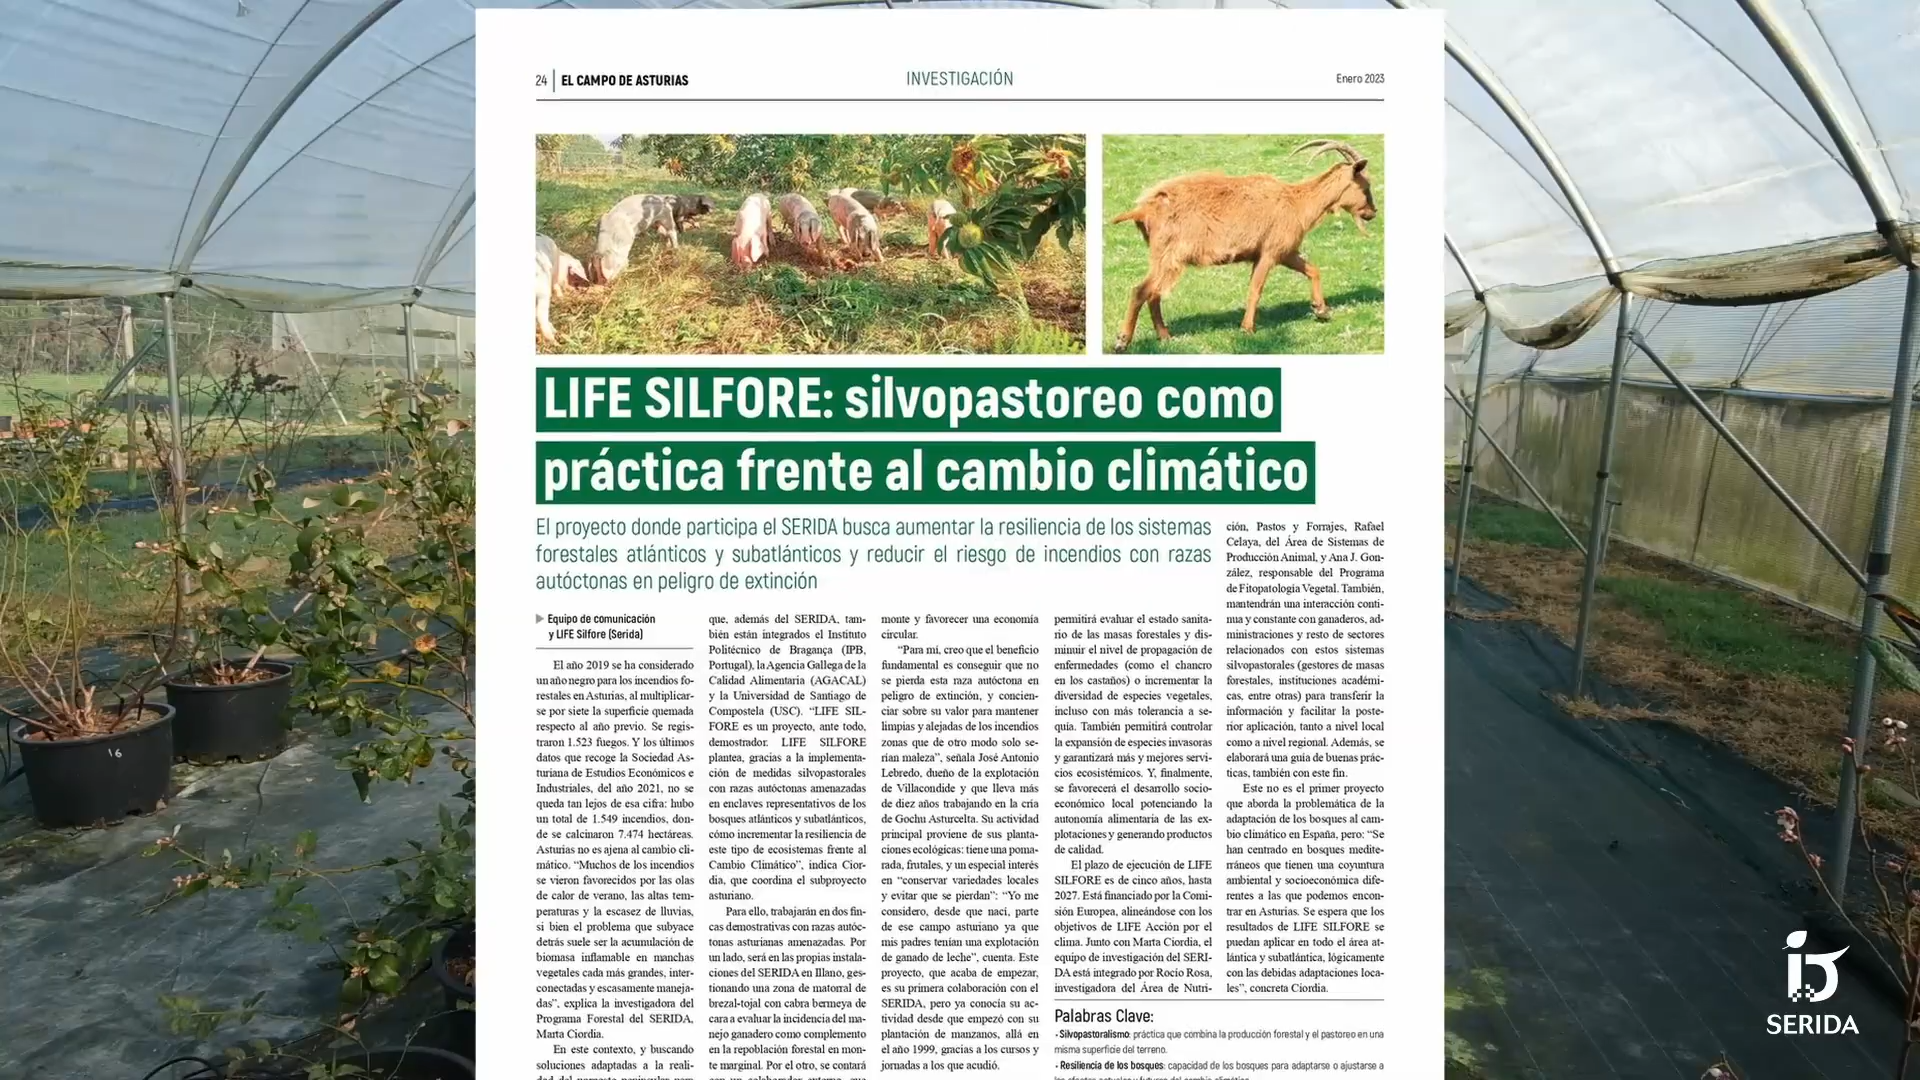 24 EL CAMPO DE ASTURIAS
INVESTIGACIÓN
Enero 2023
LIFE SILFORE: silvopastoreo como
práctica frente al cambio climático
El proyecto donde participa el SERIDA busca aumentar la resiliencia de los sistemas
forestales atlánticos y subatlánticos y reducir el riesgo de incendios con razas
autóctonas en peligro de extinción
Equipo de comunicación
y LIFE Silfore (Serida)
El año 2019 se ha considerado
un año negro para los incendios fo-
restales en Asturias, al multiplicar-
se por siete la superficie quemada
respecto al año previo. Se regis-
traron 1.523 fuegos. Y los últimos
datos que recoge la Sociedad As-
turiana de Estudios Económicos e
Industriales, del año 2021, no se
queda tan lejos de esa cifra: hubo
un total de 1.549 incendios, don-
de se calcinaron 7.474 hectáreas.
Asturias no es ajena al cambio cli-
mático. “Muchos de los incendios
se vieron favorecidos por las olas
de calor de verano, las altas tem-
peraturas y la escasez de lluvias,
si bien el problema que subyace
detrás suele ser la acumulación de
biomasa inflamable en manchas
vegetales cada más grandes, inter-
conectadas y escasamente maneja-
das”, explica la investigadora del
Programa Forestal del SERIDA,
Marta Ciordia.
En este contexto, y buscando
soluciones adaptadas a la reali-
que, además del SERIDA, tam-
bién están integrados el Instituto
Politécnico de Bragança (IPB,
Portugal), la Agencia Gallega de la
Calidad Alimentaria (AGACAL)
y la Universidad de Santiago de
Compostela (USC). “LIFE SIL-
FORE es un proyecto, ante todo,
demostrador. LIFE SILFORE
plantea, gracias a la implementa-
ción de medidas silvopastorales
con razas autóctonas amenazadas
en enclaves representativos de los
bosques atlánticos y subatlánticos,
cómo incrementar la resiliencia de
este tipo de ecosistemas frente al
Cambio Climático”, indica Cior-
dia, que coordina el subproyecto
asturiano.
Para ello, trabajarán en dos fin-
cas demostrativas con razas autóc-
tonas asturianas amenazadas. Por
un lado, será en las propias instala-
ciones del SERIDA en Illano, ges-
tionando una zona de matorral de
brezal-tojal con cabra bermeya de
cara a evaluar la incidencia del ma-
nejo ganadero como complemento
en la repoblación forestal en mon-
te marginal. Por el otro, se contará
monte y favorecer una economía
circular.
“Para mí, creo que el beneficio
fundamental es conseguir que no
se pierda esta raza autóctona en
peligro de extinción, y concien-
ciar sobre su valor para mantener
limpias y alejadas de los incendios
zonas que de otro modo solo se-
rían maleza”, señala José Antonio
Lebredo, dueño de la explotación
de Villacondide y que lleva más
de diez años trabajando en la cría
de Gochu Asturcelta. Su actividad
principal proviene de sus planta-
ciones ecológicas: tiene una poma-
rada, frutales, y un especial interés
en “conservar variedades locales
y evitar que se pierdan”: “Yo me
considero, desde que nací, parte
de ese campo asturiano ya que
mis padres tenían una explotación
de ganado de leche”, cuenta. Este
proyecto, que acaba de empezar,
es su primera colaboración con el
SERIDA, pero ya conocía su ac-
tividad desde que empezó con su
plantación de manzanos, allá en
el año 1999, gracias a los cursos y
jornadas a los que acudió.
permitirá evaluar el estado sanita-
rio de las masas forestales y dis-
minuir el nivel de propagación de
enfermedades (como el chancro
en los castaños) o incrementar la
diversidad de especies vegetales,
incluso con más tolerancia a se-
quía. También permitirá controlar
la expansión de especies invasoras
y garantizará más y mejores servi-
cios ecosistémicos. Y, finalmente,
se favorecerá el desarrollo socio-
económico local potenciando la
autonomía alimentaria de las ex-
plotaciones y generando productos
de calidad.
El plazo de ejecución de LIFE
SILFORE es de cinco años, hasta
2027. Está financiado por la Comi-
sión Europea, alineándose con los
objetivos de LIFE Acción por el
clima. Junto con Marta Ciordia, el
equipo de investigación del SERI-
DA está integrado por Rocío Rosa,
investigadora del Área de Nutri-
ción, Pastos y Forrajes, Rafael
Celaya, del Área de Sistemas de
Producción Animal, y Ana J. Gon-
zález, responsable del Programa
de Fitopatología Vegetal. También,
mantendrán una interacción conti-
nua y constante con ganaderos, ad-
ministraciones y resto de sectores
relacionados con estos sistemas
silvopastorales (gestores de masas
forestales, instituciones académi-
cas, entre otras) para transferir la
información y facilitar la poste-
rior aplicación, tanto a nivel local
como a nivel regional. Además, se
elaborará una guía de buenas prác-
ticas, también con este fin.
Este no es el primer proyecto
que aborda la problemática de la
adaptación de los bosques al cam-
bio climático en España, pero: “Se
han centrado en bosques medite-
rráneos que tienen una coyuntura
ambiental y socioeconómica dife-
rentes a las que podemos encon-
trar en Asturias. Se espera que los
resultados de LIFE SILFORE se
puedan aplicar en todo el área at-
lántica y subatlántica, lógicamente
con las debidas adaptaciones loca-
les”, concreta Ciordia.
Palabras Clave:
· Silvopastoralismo: práctica que combina la producción forestal y el pastoreo en una
misma superficie del terreno.
· Resiliencia de los bosques: capacidad de los bosques para adaptarse o ajustarse a
16
SERIDA